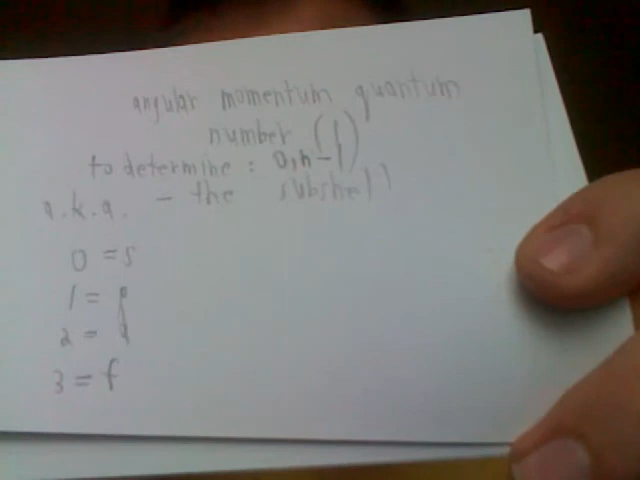 angular momentum quantum
number (l)
to determine: 0, n-1
a.k.a. - the subshell
0 = s
1 = p
2 = d
3 = f